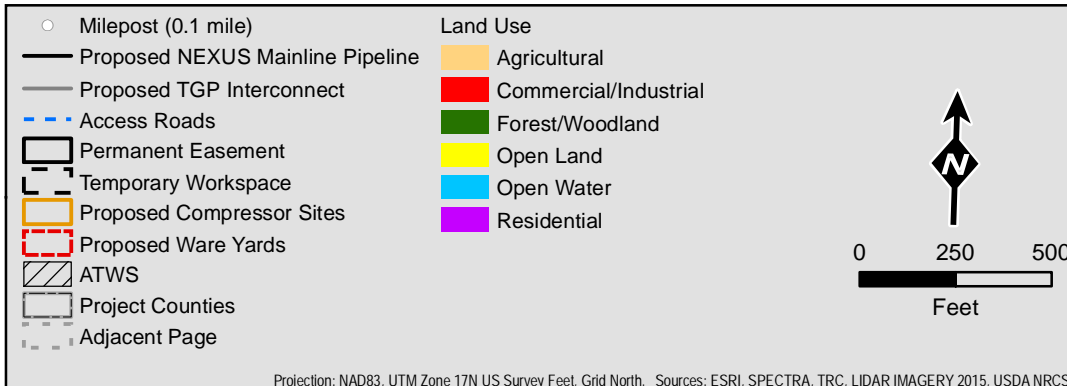 Milepost (0.1 mile)
Proposed NEXUS Mainline Pipeline
Proposed TGP Interconnect
Access Roads
Permanent Easement
Temporary Workspace
Proposed Compressor Sites
Proposed Ware Yards
ATWS
Project Counties
Adjacent Page
Land Use
Agricultural
Commercial/Industrial
Forest/Woodland
Open Land
Open Water
Residential
N
0 250 500
Feet
Projection: NAD83, UTM Zone 17N US Survey Feet, Grid North. Sources: ESRI, SPECTRA, TRC, LIDAR IMAGERY 2015, USDA NRCS